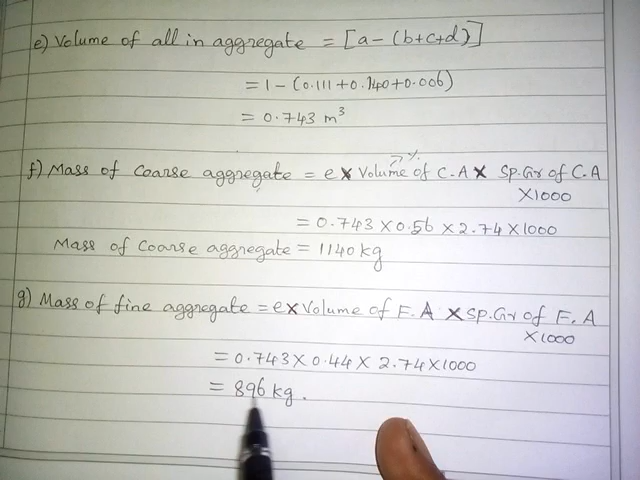 e) Volume of all in aggregate = [a - (b+c+d)]
= 1 - (0.111+0.140+0.006)
= 0.743 m³
f) Mass of Coarse aggregate = e × Volume of C.A × Sp.Gr of C.A
×1000
= 0.743 × 0.56 × 2.74 × 1000
Mass of Coarse aggregate = 1140 kg
g) Mass of fine aggregate = e × Volume of F.A × Sp.Gr of F.A
×1000
= 0.743 × 0.44 × 2.74 ×1000
= 896 kg.